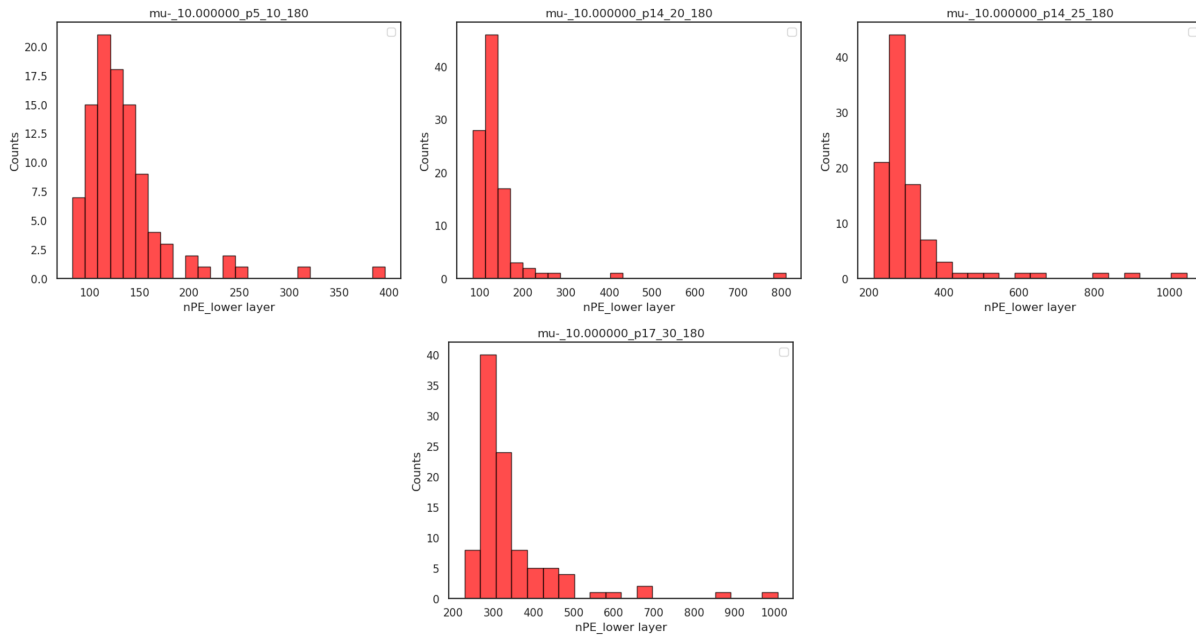 mu-_10.000000_p5_10_180
20.0
17.5
15.0
12.5
10.0
7.5
5.0
2.5
0.0
Counts
100 150 200 250 300 350 400
nPE_lower layer
mu-_10.000000_p14_20_180
40
30
20
10
0
Counts
100 200 300 400 500 600 700 800
nPE_lower layer
mu-_10.000000_p14_25_180
40
30
20
10
0
Counts
200 400 600 800 1000
nPE_lower layer
mu-_10.000000_p17_30_180
40
35
30
25
20
15
10
5
0
Counts
200 300 400 500 600 700 800 900 1000
nPE_lower layer